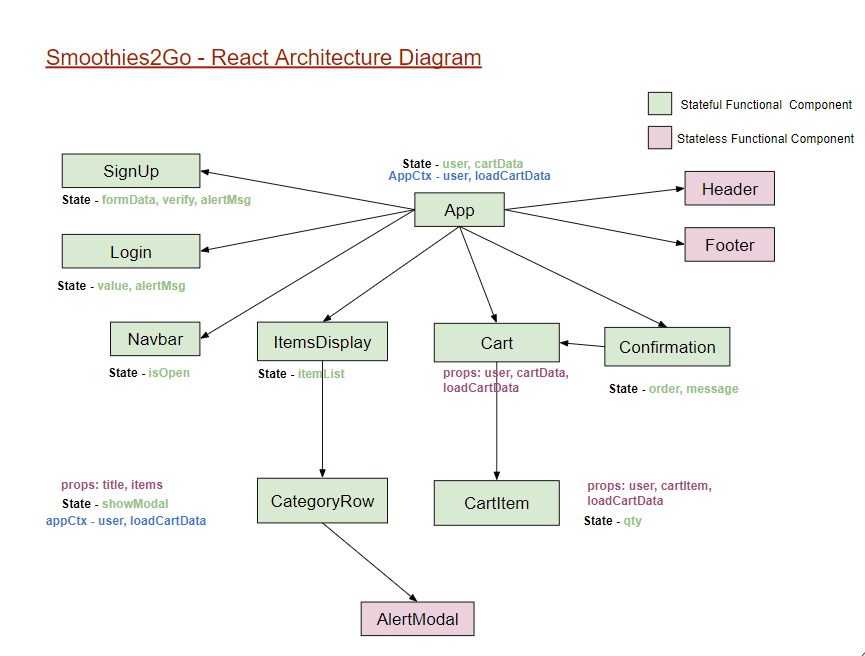 Smoothies2Go - React Architecture Diagram
Stateful Functional Component
Stateless Functional Component
SignUp
State - formData, verify, alertMsg
State - user, cartData
AppCtx - user, loadCartData
App
Header
Footer
Login
State - value, alertMsg
Navbar
State - isOpen
ItemsDisplay
State - itemList
Cart
props: user, cartData,
loadCartData
Confirmation
State - order, message
props: title, items
State - showModal
appCtx - user, loadCartData
CategoryRow
CartItem
props: user, cartItem,
loadCartData
State - qty
AlertModal